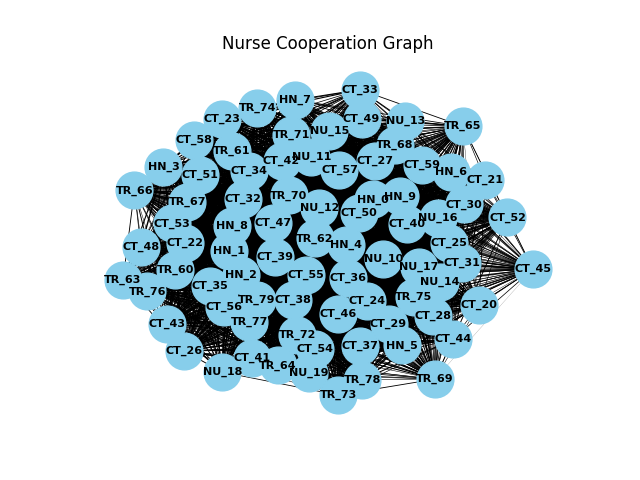 Nurse Cooperation Graph
CT_33
HN_7
TR_74
CT_23
CT_49
NU_13
TR_65
NU_15
TR_71
CT_58
TR_68
TR_61
NU_11
CT_42
CT_27
CT_59
HN_3
CT_57
CT_34
HN_6
CT_51
CT_21
TR_66
TR_70
HN_9
CT_32
HN_0
TR_67
CT_30
NU_12
CT_50
CT_52
NU_16
CT_53
CT_47
CT_40
HN_8
TR_62
CT_22
CT_25
HN_4
CT_48
HN_1
CT_39
NU_10
CT_31
NU_17
CT_45
TR_60
HN_2
CT_55
CT_36
TR_63
NU_14
CT_35
TR_76
TR_75
TR_79
CT_38
CT_24
CT_20
CT_56
CT_46
CT_28
TR_77
CT_43
CT_29
TR_72
CT_44
CT_37
HN_5
CT_54
CT_26
CT_41
TR_64
NU_18
NU_19
TR_78
TR_69
TR_73